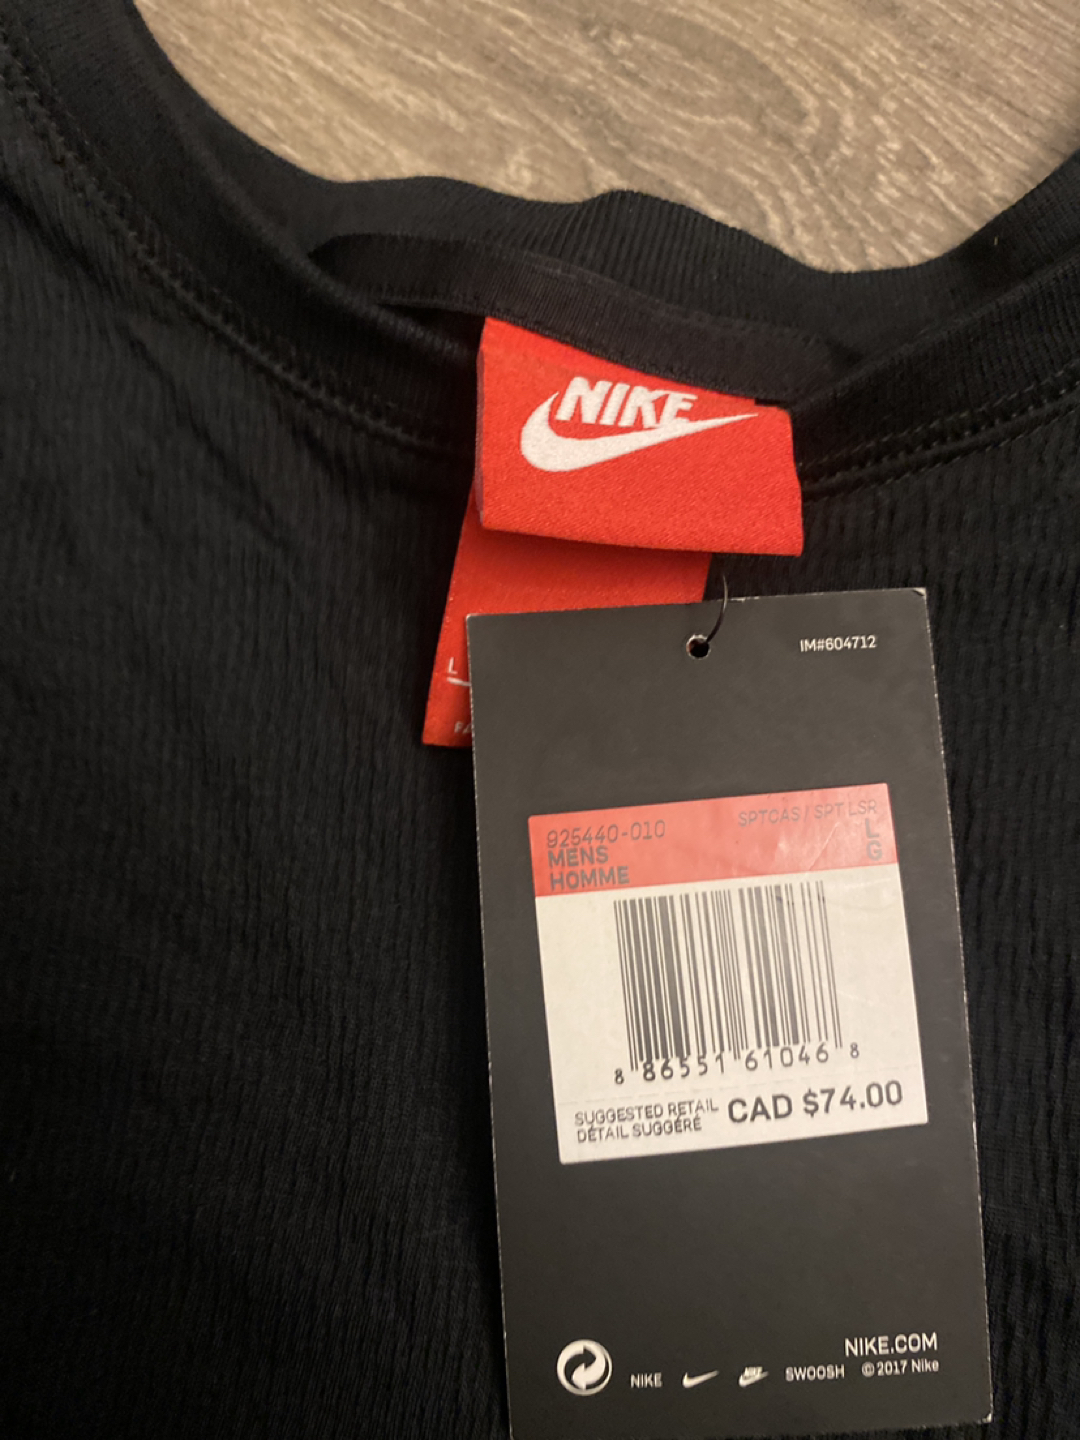 NIKE
L
IM#604712
925440-010
SPTCAS / SPT LSR
MENS
L
HOMME
G
8 86551 61046 8
SUGGESTED RETAIL
DÉTAIL SUGGÉRÉ
CAD $74.00
NIKE.COM
NIKE
NIKE
SWOOSH
©2017 Nike